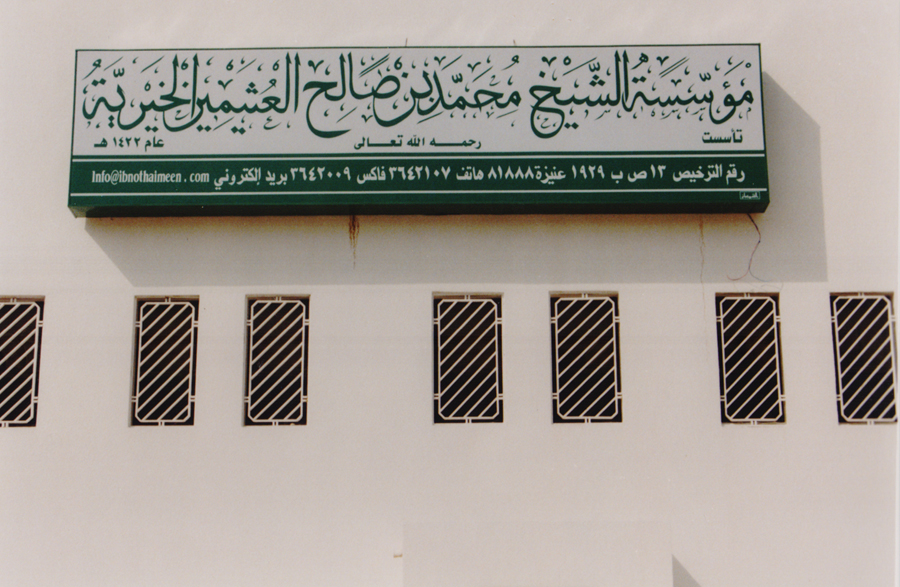 مؤسسة الشيخ محمد بن صالح العثيمين الخيرية
تأسست رحمه الله تعالى عام ١٤٢٢ هـ
رقم الترخيص ١٣ ص ب ١٩٢٩ عنيزة ٨١٨٨٨ هاتف ٣٦٤٢١٠٧ فاكس ٣٦٤٢٠٠٩ بريد إلكتروني Info@ibnothaimeen.com